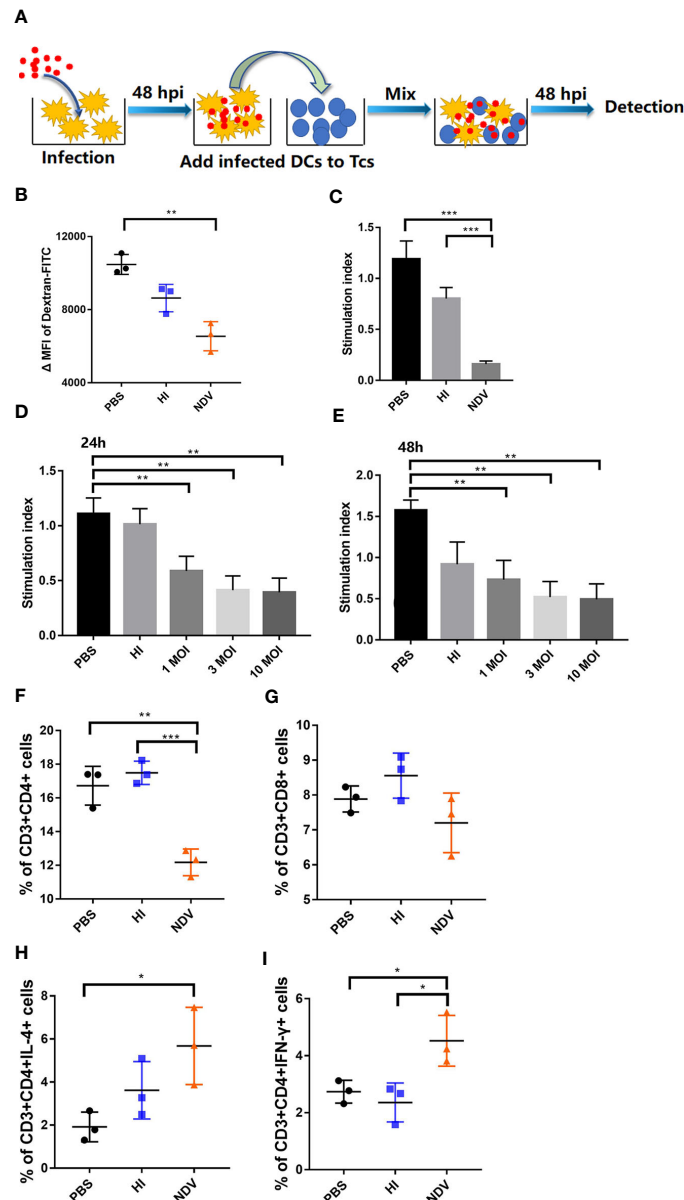 A
48 hpi
Mix
48 hpi
Detection
Infection
Add infected DCs to Tcs
B
**
Δ MFI of Dextran-FITC
12000
8000
4000
PBS
HI
NDV
C
***
***
Stimulation index
1.5
1.0
0.5
0.0
PBS
HI
NDV
D
24h
**
**
**
Stimulation index
1.5
1.0
0.5
0.0
PBS
HI
1 MOI
3 MOI
10 MOI
E
48h
**
**
**
Stimulation index
2.0
1.5
1.0
0.5
0.0
PBS
HI
1 MOI
3 MOI
10 MOI
F
**
***
% of CD3+CD4+ cells
20
18
16
14
12
10
PBS
HI
NDV
G
% of CD3+CD8+ cells
10
9
8
7
6
5
PBS
HI
NDV
H
*
% of CD3+CD4+IL-4+ cells
8
6
4
2
0
PBS
HI
NDV
I
*
*
% of CD3+CD4+IFN-γ+ cells
6
4
2
0
PBS
HI
NDV